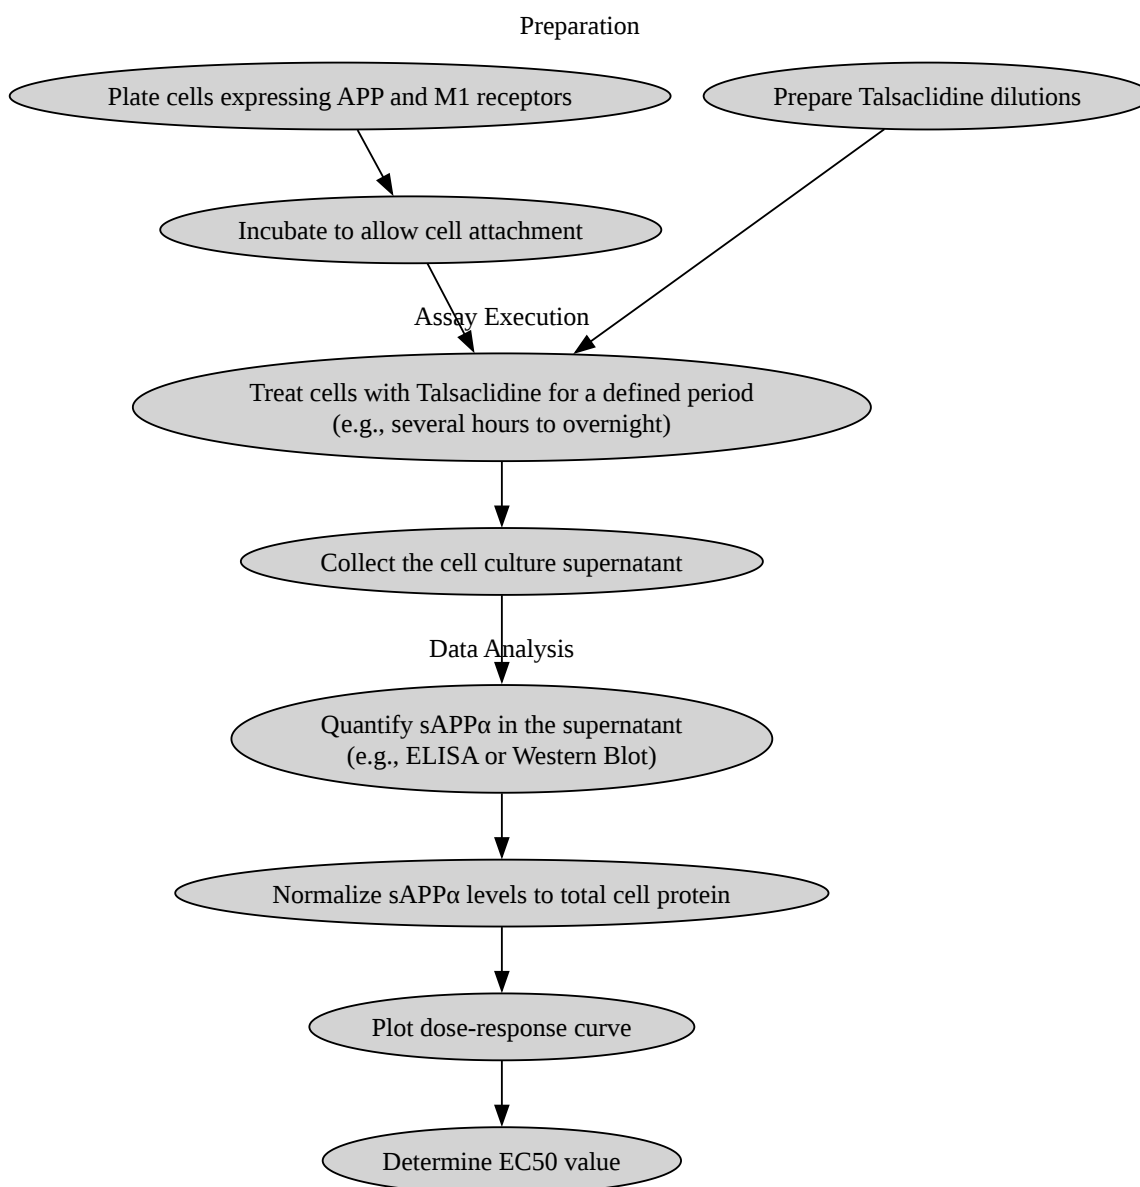 Preparation
Plate cells expressing APP and M1 receptors
Prepare Talsaclidine dilutions
Incubate to allow cell attachment
Assay Execution
Treat cells with Talsaclidine for a defined period
(e.g., several hours to overnight)
Collect the cell culture supernatant
Data Analysis
Quantify sAPPα in the supernatant
(e.g., ELISA or Western Blot)
Normalize sAPPα levels to total cell protein
Plot dose-response curve
Determine EC50 value